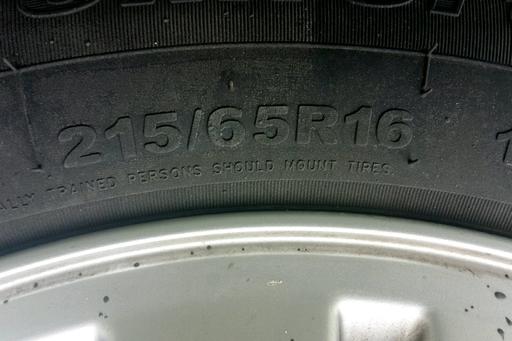 215/65R16
TRAINED PERSONS SHOULD MOUNT TIRES